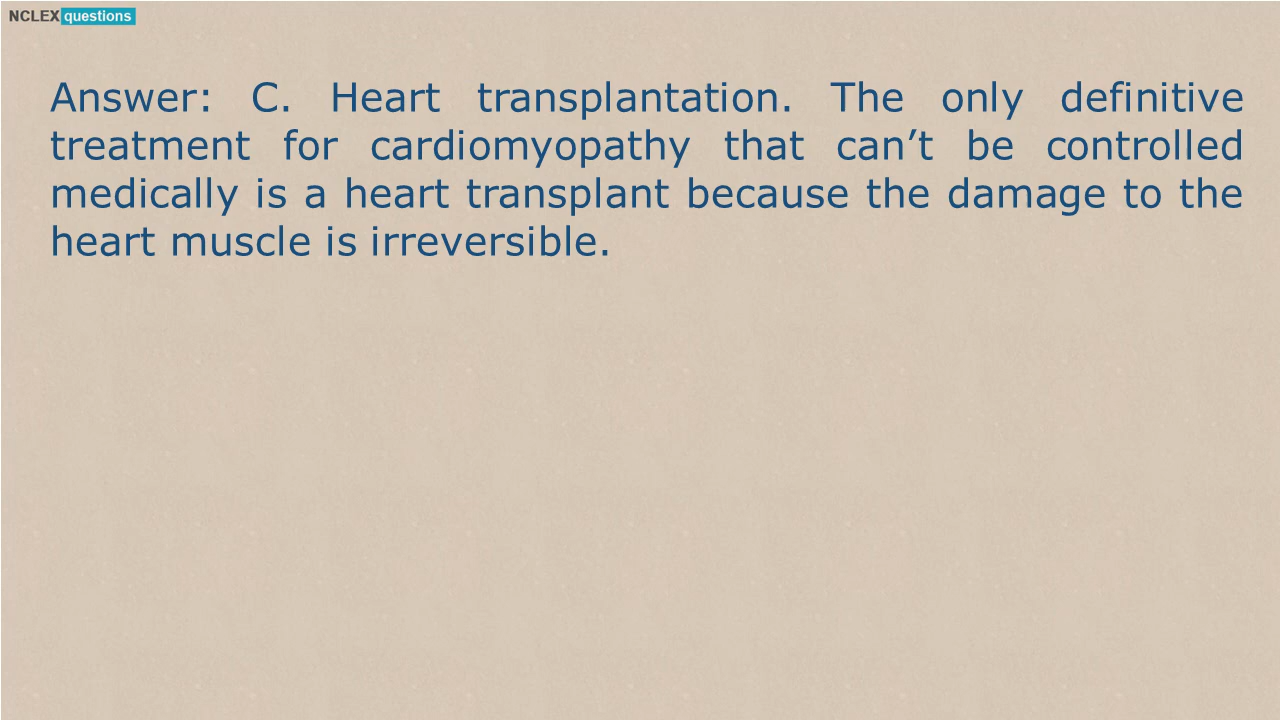 NCLEX questions
Answer: C. Heart transplantation. The only definitive
treatment for cardiomyopathy that can’t be controlled
medically is a heart transplant because the damage to the
heart muscle is irreversible.